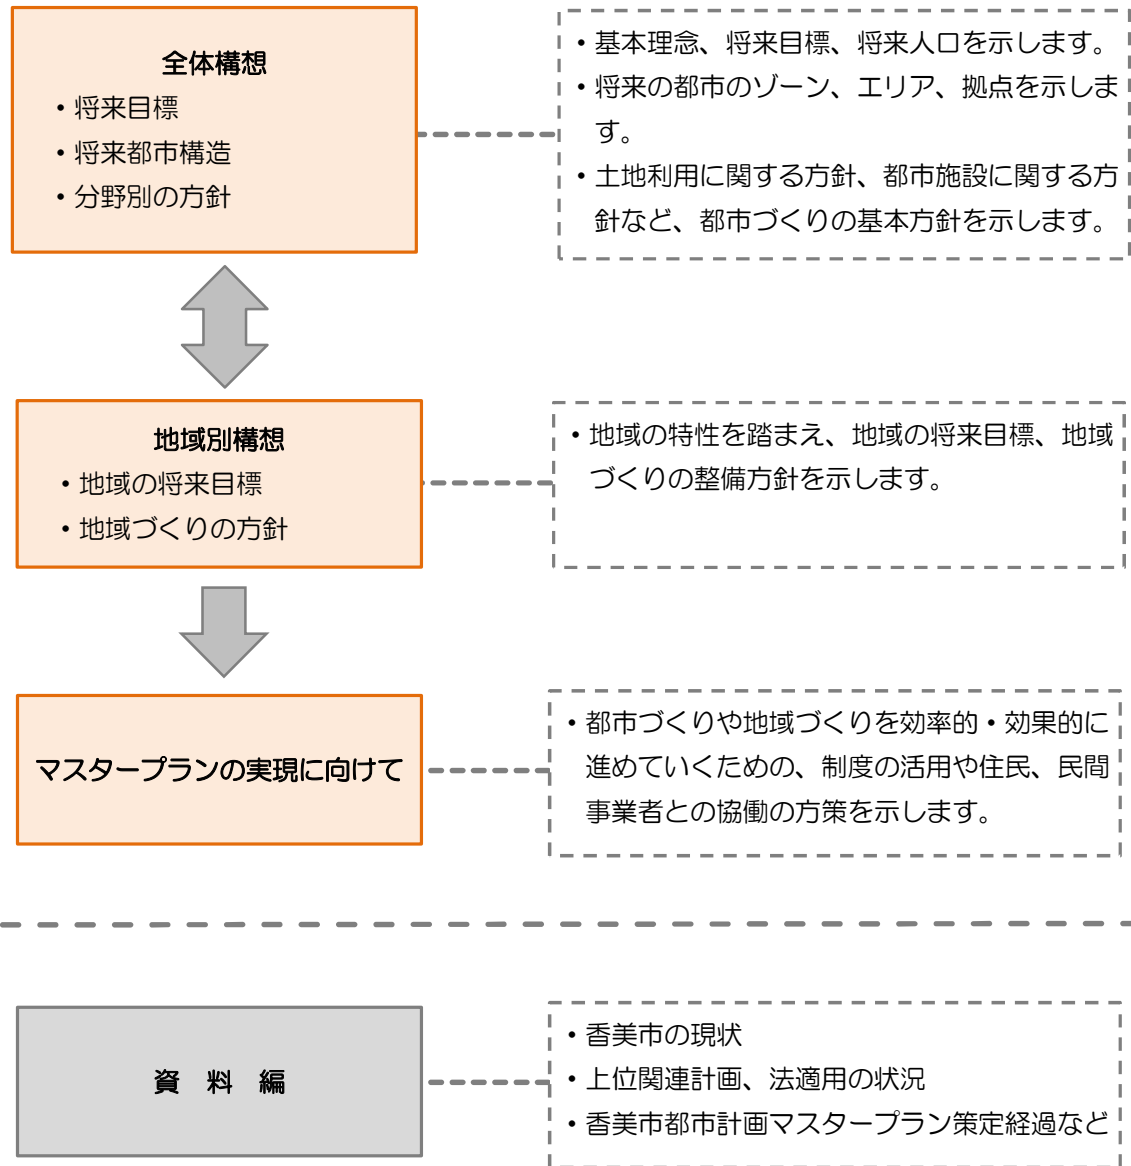 全体構想
・将来目標
・将来都市構造
・分野別の方針
・基本理念、将来目標、将来人口を示します。
・将来の都市のゾーン、エリア、拠点を示しま
す。
・土地利用に関する方針、都市施設に関する方
針など、都市づくりの基本方針を示します。
地域別構想
・地域の将来目標
・地域づくりの方針
・地域の特性を踏まえ、地域の将来目標、地域
づくりの整備方針を示します。
マスタープランの実現に向けて
・都市づくりや地域づくりを効率的・効果的に
進めていくための、制度の活用や住民、民間
事業者との協働の方策を示します。
資　料　編
・香美市の現状
・上位関連計画、法適用の状況
・香美市都市計画マスタープラン策定経過など